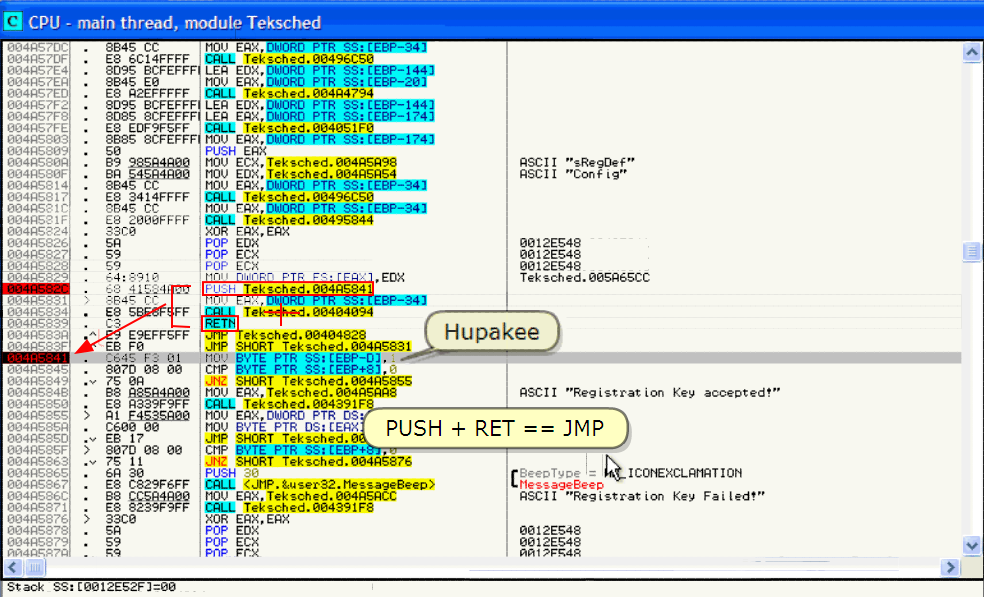 C CPU - main thread, module Teksched
004A57DC . 8B45 CC MOV EAX,DWORD PTR SS:[EBP-34]
004A57DF . E8 6C14FFFF CALL Teksched.00496C50
004A57E4 . 8D95 BCFEFFFF LEA EDX,DWORD PTR SS:[EBP-144]
004A57EA . 8B45 E0 MOV EAX,DWORD PTR SS:[EBP-20]
004A57ED . E8 A2EFFFFF CALL Teksched.004A4794
004A57F2 . 8D95 BCFEFFFF LEA EDX,DWORD PTR SS:[EBP-144]
004A57F8 . 8D85 8CFEFFFF LEA EAX,DWORD PTR SS:[EBP-174]
004A57FE . E8 EDF9F5FF CALL Teksched.004051F0
004A5803 . 8B85 8CFEFFFF MOV EAX,DWORD PTR SS:[EBP-174]
004A5809 . 50 PUSH EAX
004A580A . B9 985A4A00 MOV ECX,Teksched.004A5A98 ASCII "sRegDef"
004A580F . BA 545A4A00 MOV EDX,Teksched.004A5A54 ASCII "Config"
004A5814 . 8B45 CC MOV EAX,DWORD PTR SS:[EBP-34]
004A5817 . E8 3414FFFF CALL Teksched.00496C50
004A581C . 8B45 CC MOV EAX,DWORD PTR SS:[EBP-34]
004A581F . E8 2000FFFF CALL Teksched.00495844
004A5824 . 33C0 XOR EAX,EAX
004A5826 . 5A POP EDX 0012E548
004A5827 . 59 POP ECX 0012E548
004A5828 . 59 POP ECX 0012E548
004A5829 . 64:8910 MOV DWORD PTR FS:[EAX],EDX Teksched.005A65CC
004A582C . 68 41584A00 PUSH Teksched.004A5841
004A5831 > 8B45 CC MOV EAX,DWORD PTR SS:[EBP-34]
004A5834 . E8 5BE8F5FF CALL Teksched.00404094
004A5839 . C3 RETN
004A583A .^ E9 E9EFF5FF JMP Teksched.00404828
004A583F .^ EB F0 JMP SHORT Teksched.004A5831
Hupakee
004A5841 . C645 F3 01 MOV BYTE PTR SS:[EBP-D],1
004A5845 . 807D 08 00 CMP BYTE PTR SS:[EBP+8],0
004A5849 .v 75 0A JNZ SHORT Teksched.004A5855
004A584B . B8 A85A4A00 MOV EAX,Teksched.004A5AA8 ASCII "Registration Key accepted!"
004A5850 . E8 A339F9FF CALL Teksched.004391F8
004A5855 > A1 F4535A00 MOV EAX,DWORD PTR DS:
004A585A . C600 00 MOV BYTE PTR DS:[EAX]
PUSH + RET == JMP
004A585D .v EB 17 JMP SHORT Teksched.004A5876
004A585F > 807D 08 00 CMP BYTE PTR SS:[EBP+8],0
004A5863 .v 75 11 JNZ SHORT Teksched.004A5876
004A5865 . 6A 30 PUSH 30 BeepType = _ICONEXCLAMATION
004A5867 . E8 C829F6FF CALL <JMP.&user32.MessageBeep> MessageBeep
004A586C . B8 CC5A4A00 MOV EAX,Teksched.004A5ACC ASCII "Registration Key Failed!"
004A5871 . E8 8239F9FF CALL Teksched.004391F8
004A5876 > 33C0 XOR EAX,EAX
004A5878 . 5A POP EDX 0012E548
004A5879 . 59 POP ECX 0012E548
004A587A . 59 POP ECX 0012E548
Stack SS:[0012E52F]=00